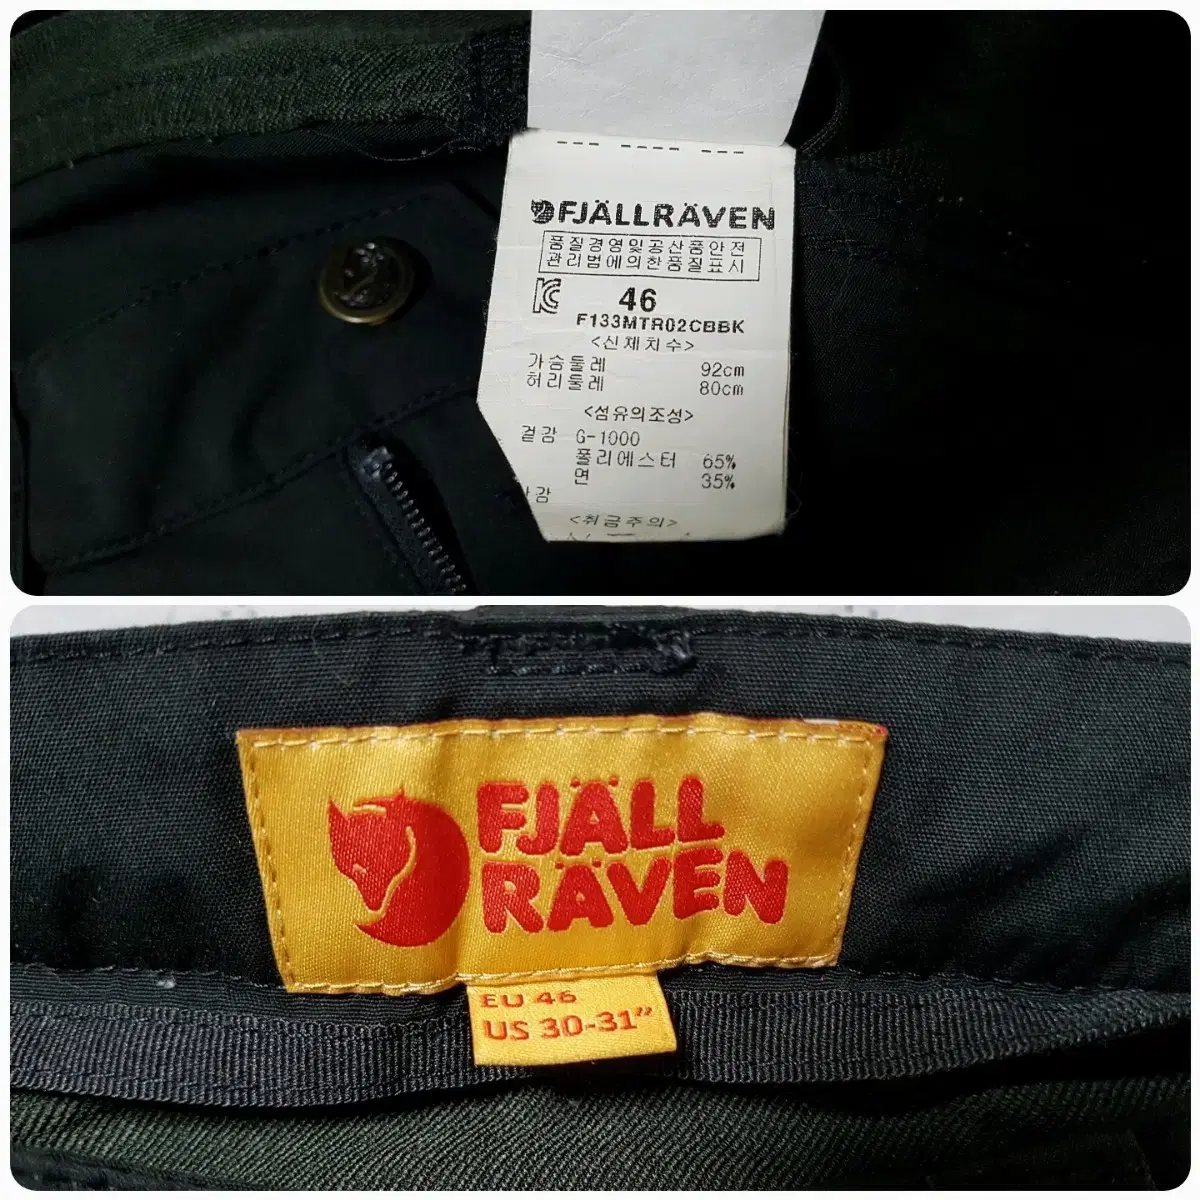 FJÄLLRÄVEN
품질경영및공산품안전
관리법에의한품질표시
46
F133MTR02CBBK
<신체치수>
가슴둘레 92cm
허리둘레 80cm
<섬유의조성>
겉감 G-1000
폴리에스터 65%
면 35%
감
<취급주의>
FJÄLL
RÄVEN
EU 46
US 30-31"